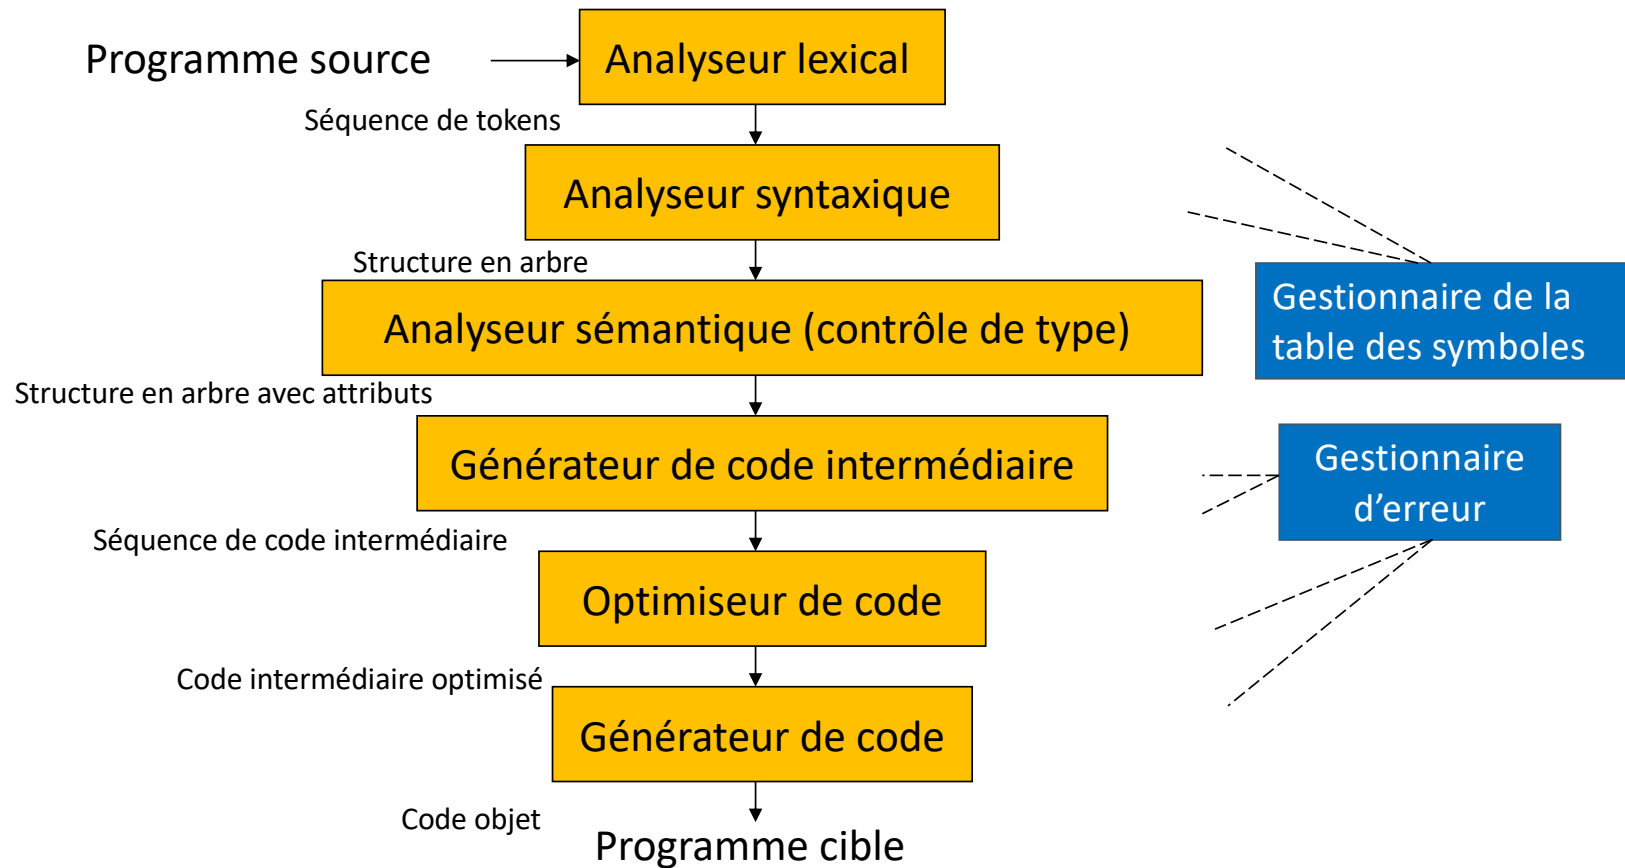 Programme source
Analyseur lexical
Séquence de tokens
Analyseur syntaxique
Structure en arbre
Gestionnaire de la
table des symboles
Analyseur sémantique (contrôle de type)
Structure en arbre avec attributs
Générateur de code intermédiaire
Gestionnaire
d’erreur
Séquence de code intermédiaire
Optimiseur de code
Code intermédiaire optimisé
Générateur de code
Code objet
Programme cible